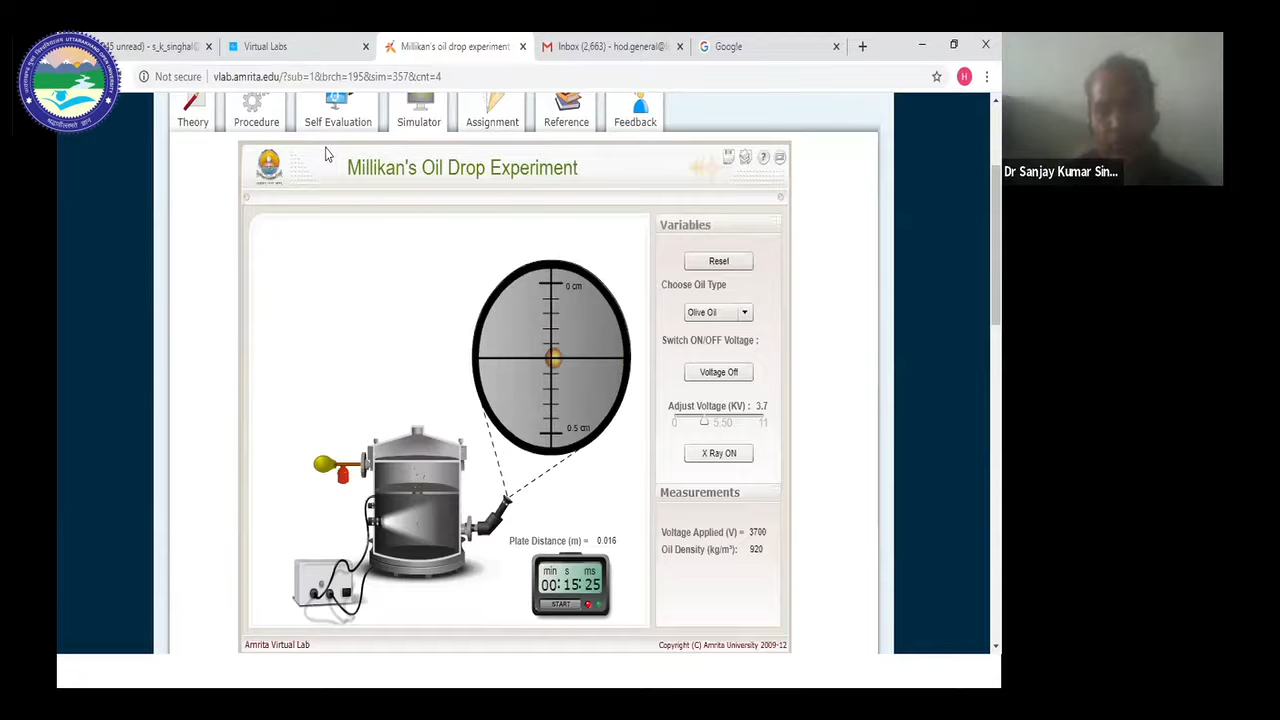 45 unread) - s_k_singhal@
Virtual Labs
Millikan's oil drop experiment
Inbox (2,663) - hod.general@
Google
Not secure
vlab.amrita.edu/?sub=1&brch=195&sim=357&cnt=4
Theory
Procedure
Self Evaluation
Simulator
Assignment
Reference
Feedback
Dr Sanjay Kumar Sin...
Millikan's Oil Drop Experiment
Variables
Reset
Choose Oil Type
Olive Oil
Switch ON/OFF Voltage :
Voltage Off
Adjust Voltage (KV) : 3.7
0 5.50 11
X Ray ON
Measurements
Voltage Applied (V) = 3700
Oil Density (kg/m³): 920
0 cm
0.5 cm
Plate Distance (m) = 0.016
min s ms
00:15:25
START
Amrita Virtual Lab
Copyright (C) Amrita University 2009-12